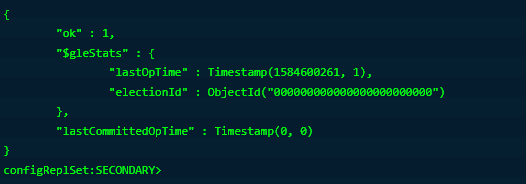 {
"ok" : 1,
"$gleStats" : {
"lastOpTime" : Timestamp(1584600261, 1),
"electionId" : ObjectId("000000000000000000000000")
},
"lastCommittedOpTime" : Timestamp(0, 0)
}
configReplSet:SECONDARY>